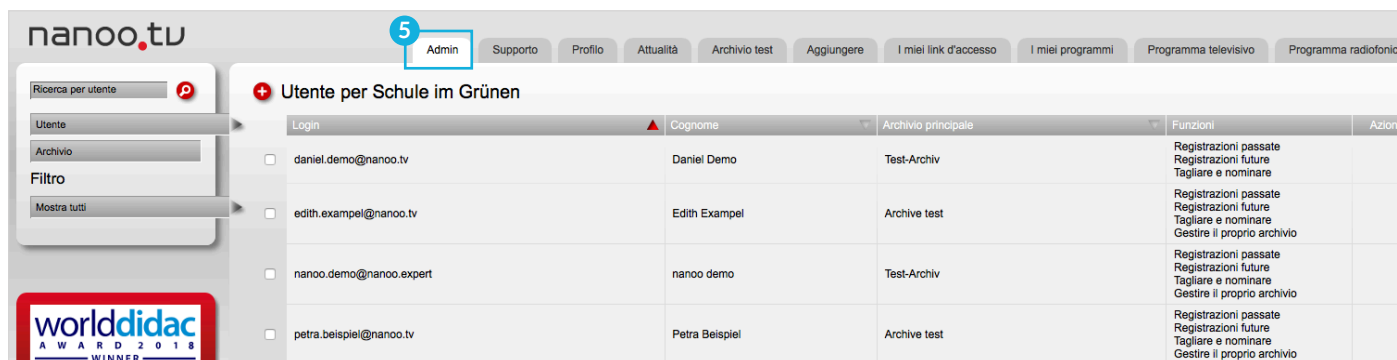 nanoo.tv
5
Admin
Supporto
Profilo
Attualità
Archivio test
Aggiungere
I miei link d'accesso
I miei programmi
Programma televisivo
Programma radiofonic
Ricerca per utente
Utente
Archivio
Filtro
Mostra tutti
Utente per Schule im Grünen
Login Cognome Archivio principale Funzioni Azion
daniel.demo@nanoo.tv Daniel Demo Test-Archiv
Registrazioni passate
Registrazioni future
Tagliare e nominare
edith.exampel@nanoo.tv Edith Exampel Archive test
Registrazioni passate
Registrazioni future
Tagliare e nominare
Gestire il proprio archivio
nanoo.demo@nanoo.expert nanoo demo Test-Archiv
Registrazioni passate
Registrazioni future
Tagliare e nominare
Gestire il proprio archivio
petra.beispiel@nanoo.tv Petra Beispiel Archive test
Registrazioni passate
Registrazioni future
Tagliare e nominare
Gestire il proprio archivio
worlddidac
AWARD 2018
WINNER